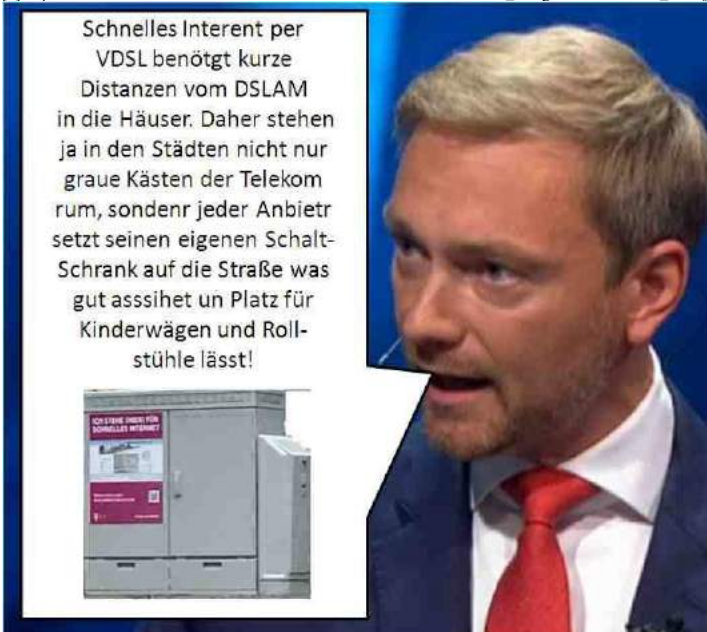 Schnelles Interent per
VDSL benötgt kurze
Distanzen vom DSLAM
in die Häuser. Daher stehen
ja in den Städten nicht nur
graue Kästen der Telekom
rum, sondenr jeder Anbietr
setzt seinen eigenen Schalt-
Schrank auf die Straße was
gut asssihet un Platz für
Kinderwägen und Roll-
stühle lässt!
ICH STEHE HIER FÜR
SCHNELLES INTERNET